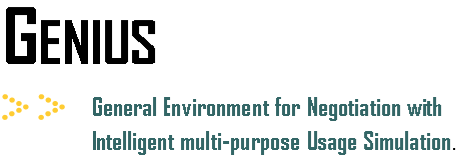 GENIUS
General Environment for Negotiation with
Intelligent multi-purpose Usage Simulation.